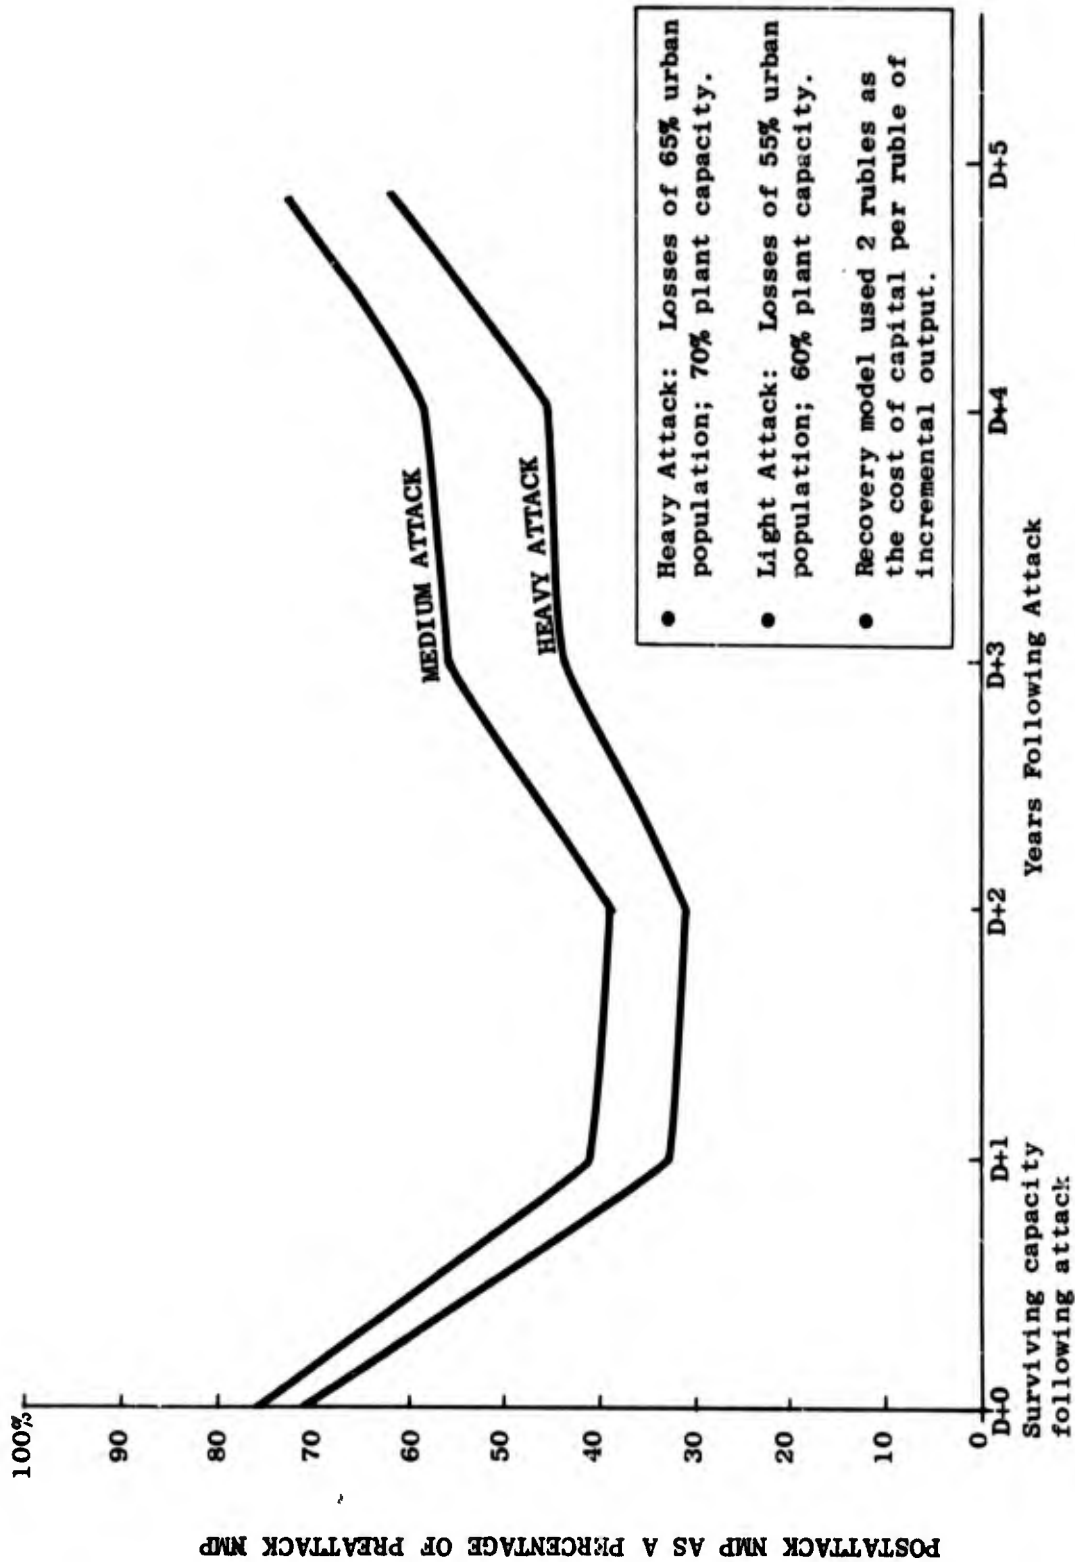 POSTATTACK NMP AS A PERCENTAGE OF PREATTACK NMP
100%
90
80
70
60
50
40
30
20
10
0
MEDIUM ATTACK
HEAVY ATTACK
● Heavy Attack: Losses of 65% urban
population; 70% plant capacity.
● Light Attack: Losses of 55% urban
population; 60% plant capacity.
● Recovery model used 2 rubles as
the cost of capital per ruble of
incremental output.
D+0
D+1
D+2
D+3
D+4
D+5
Surviving capacity
following attack
Years Following Attack